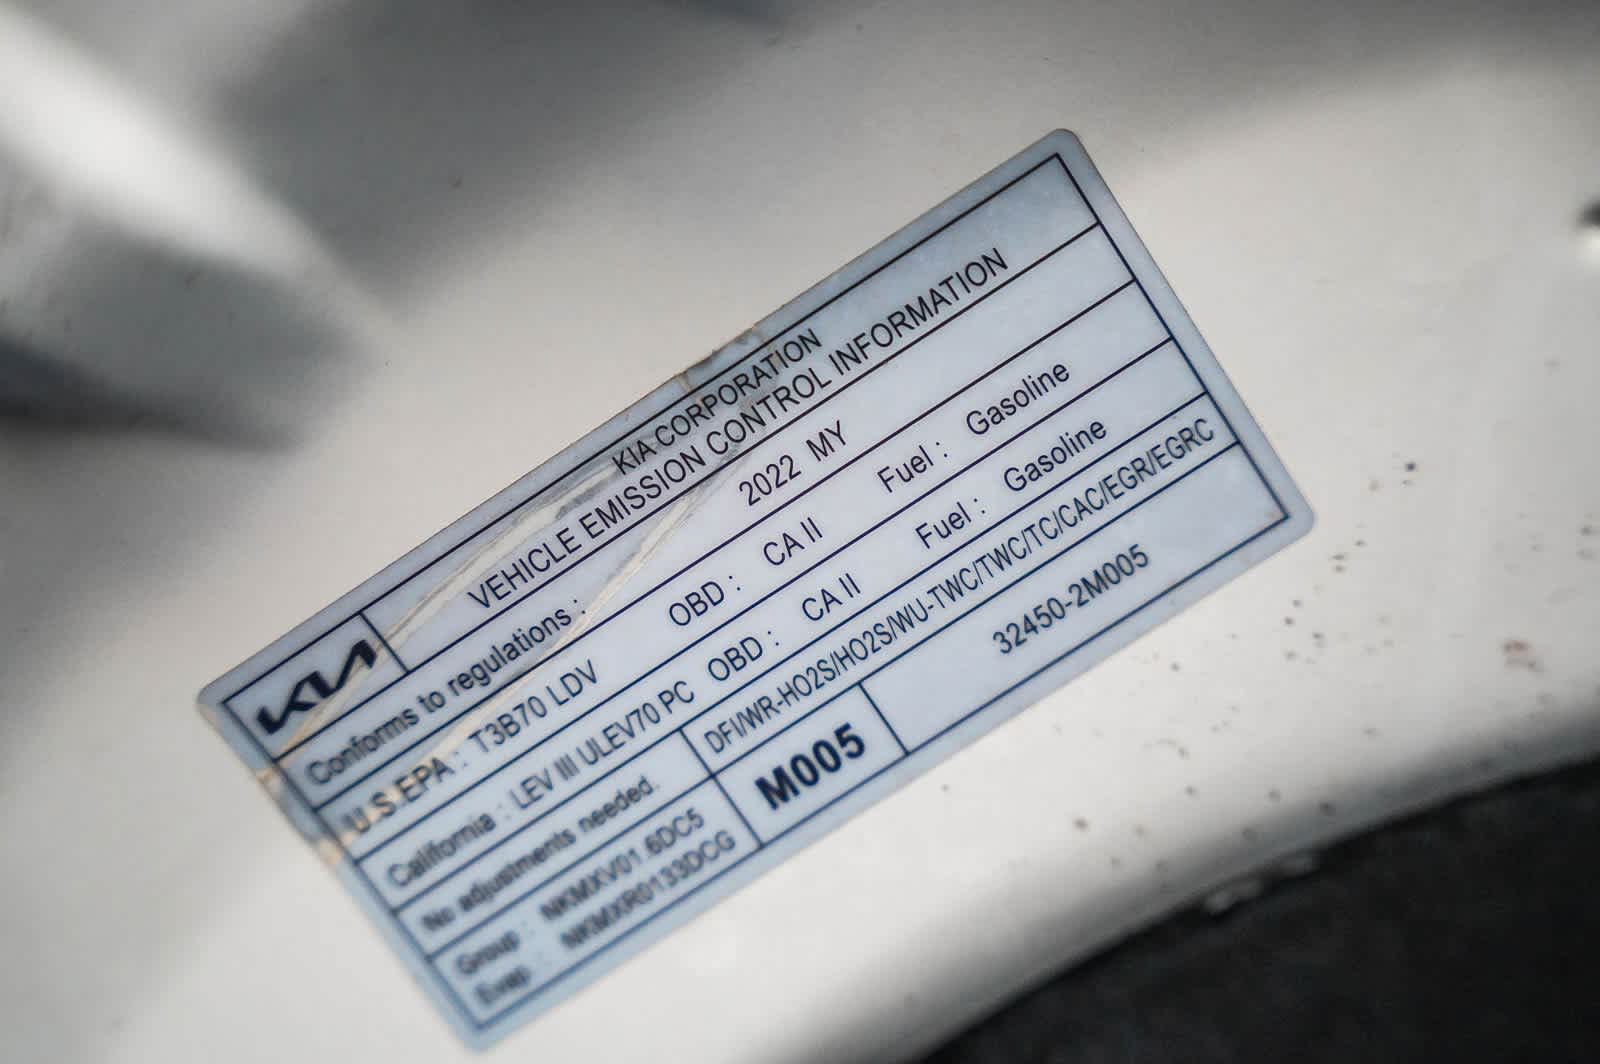 KIA
KIA CORPORATION
VEHICLE EMISSION CONTROL INFORMATION
Conforms to regulations : 2022 MY
U.S.EPA : T3B70 LDV OBD : CA II Fuel : Gasoline
California : LEV III ULEV70 PC OBD : CA II Fuel : Gasoline
No adjustments needed. DFI/WR-HO2S/HO2S/WU-TWC/TWC/TC/CAC/EGR/EGRC
Group : NKMXV01.6DC5
Evap : NKMXR0133DCG
M005
32450-2M005